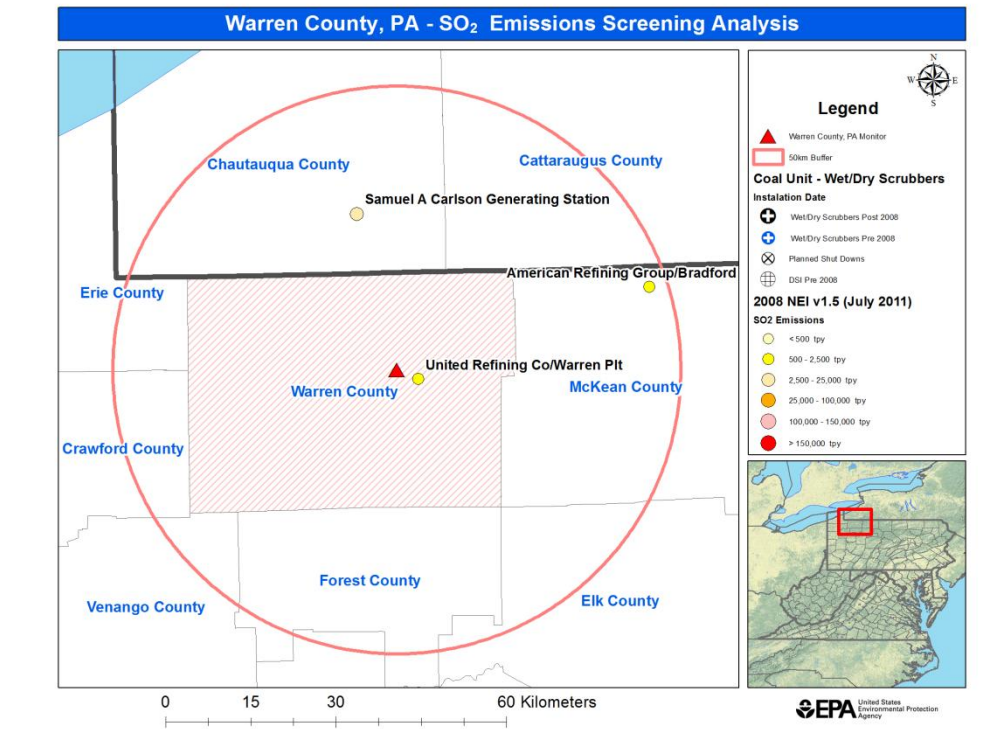 Warren County, PA - SO2 Emissions Screening Analysis
Chautauqua County
Cattaraugus County
Samuel A Carlson Generating Station
American Refining Group/Bradford
Erie County
United Refining Co/Warren Plt
Warren County
McKean County
Crawford County
Forest County
Venango County
Elk County
0 15 30 60 Kilometers
N
W E
S
Legend
Warren County, PA Monitor
50km Buffer
Coal Unit - Wet/Dry Scrubbers
Instalation Date
Wet/Dry Scrubbers Post 2008
Wet/Dry Scrubbers Pre 2008
Planned Shut Downs
DSI Pre 2008
2008 NEI v1.5 (July 2011)
SO2 Emissions
< 500 tpy
500 - 2,500 tpy
2,500 - 25,000 tpy
25,000 - 100,000 tpy
100,000 - 150,000 tpy
> 150,000 tpy
EPA
United States
Environmental Protection
Agency